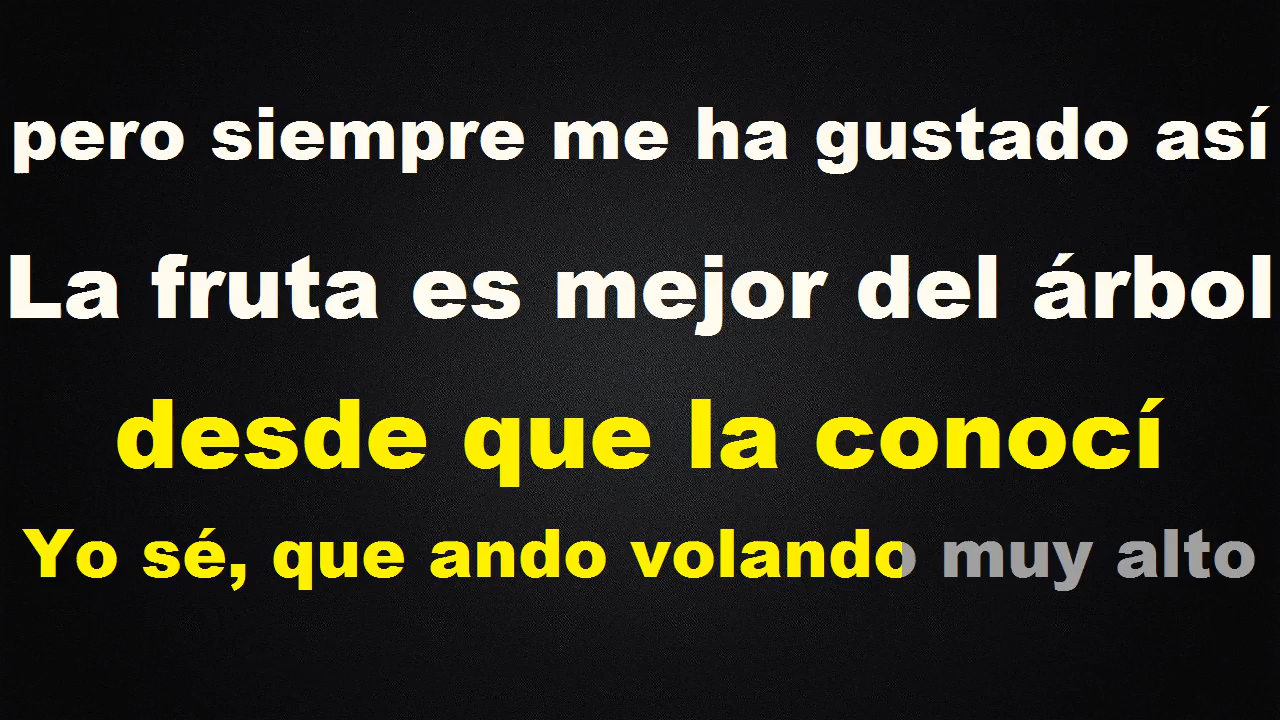 pero siempre me ha gustado así
La fruta es mejor del árbol
desde que la conocí
Yo sé, que ando volando muy alto